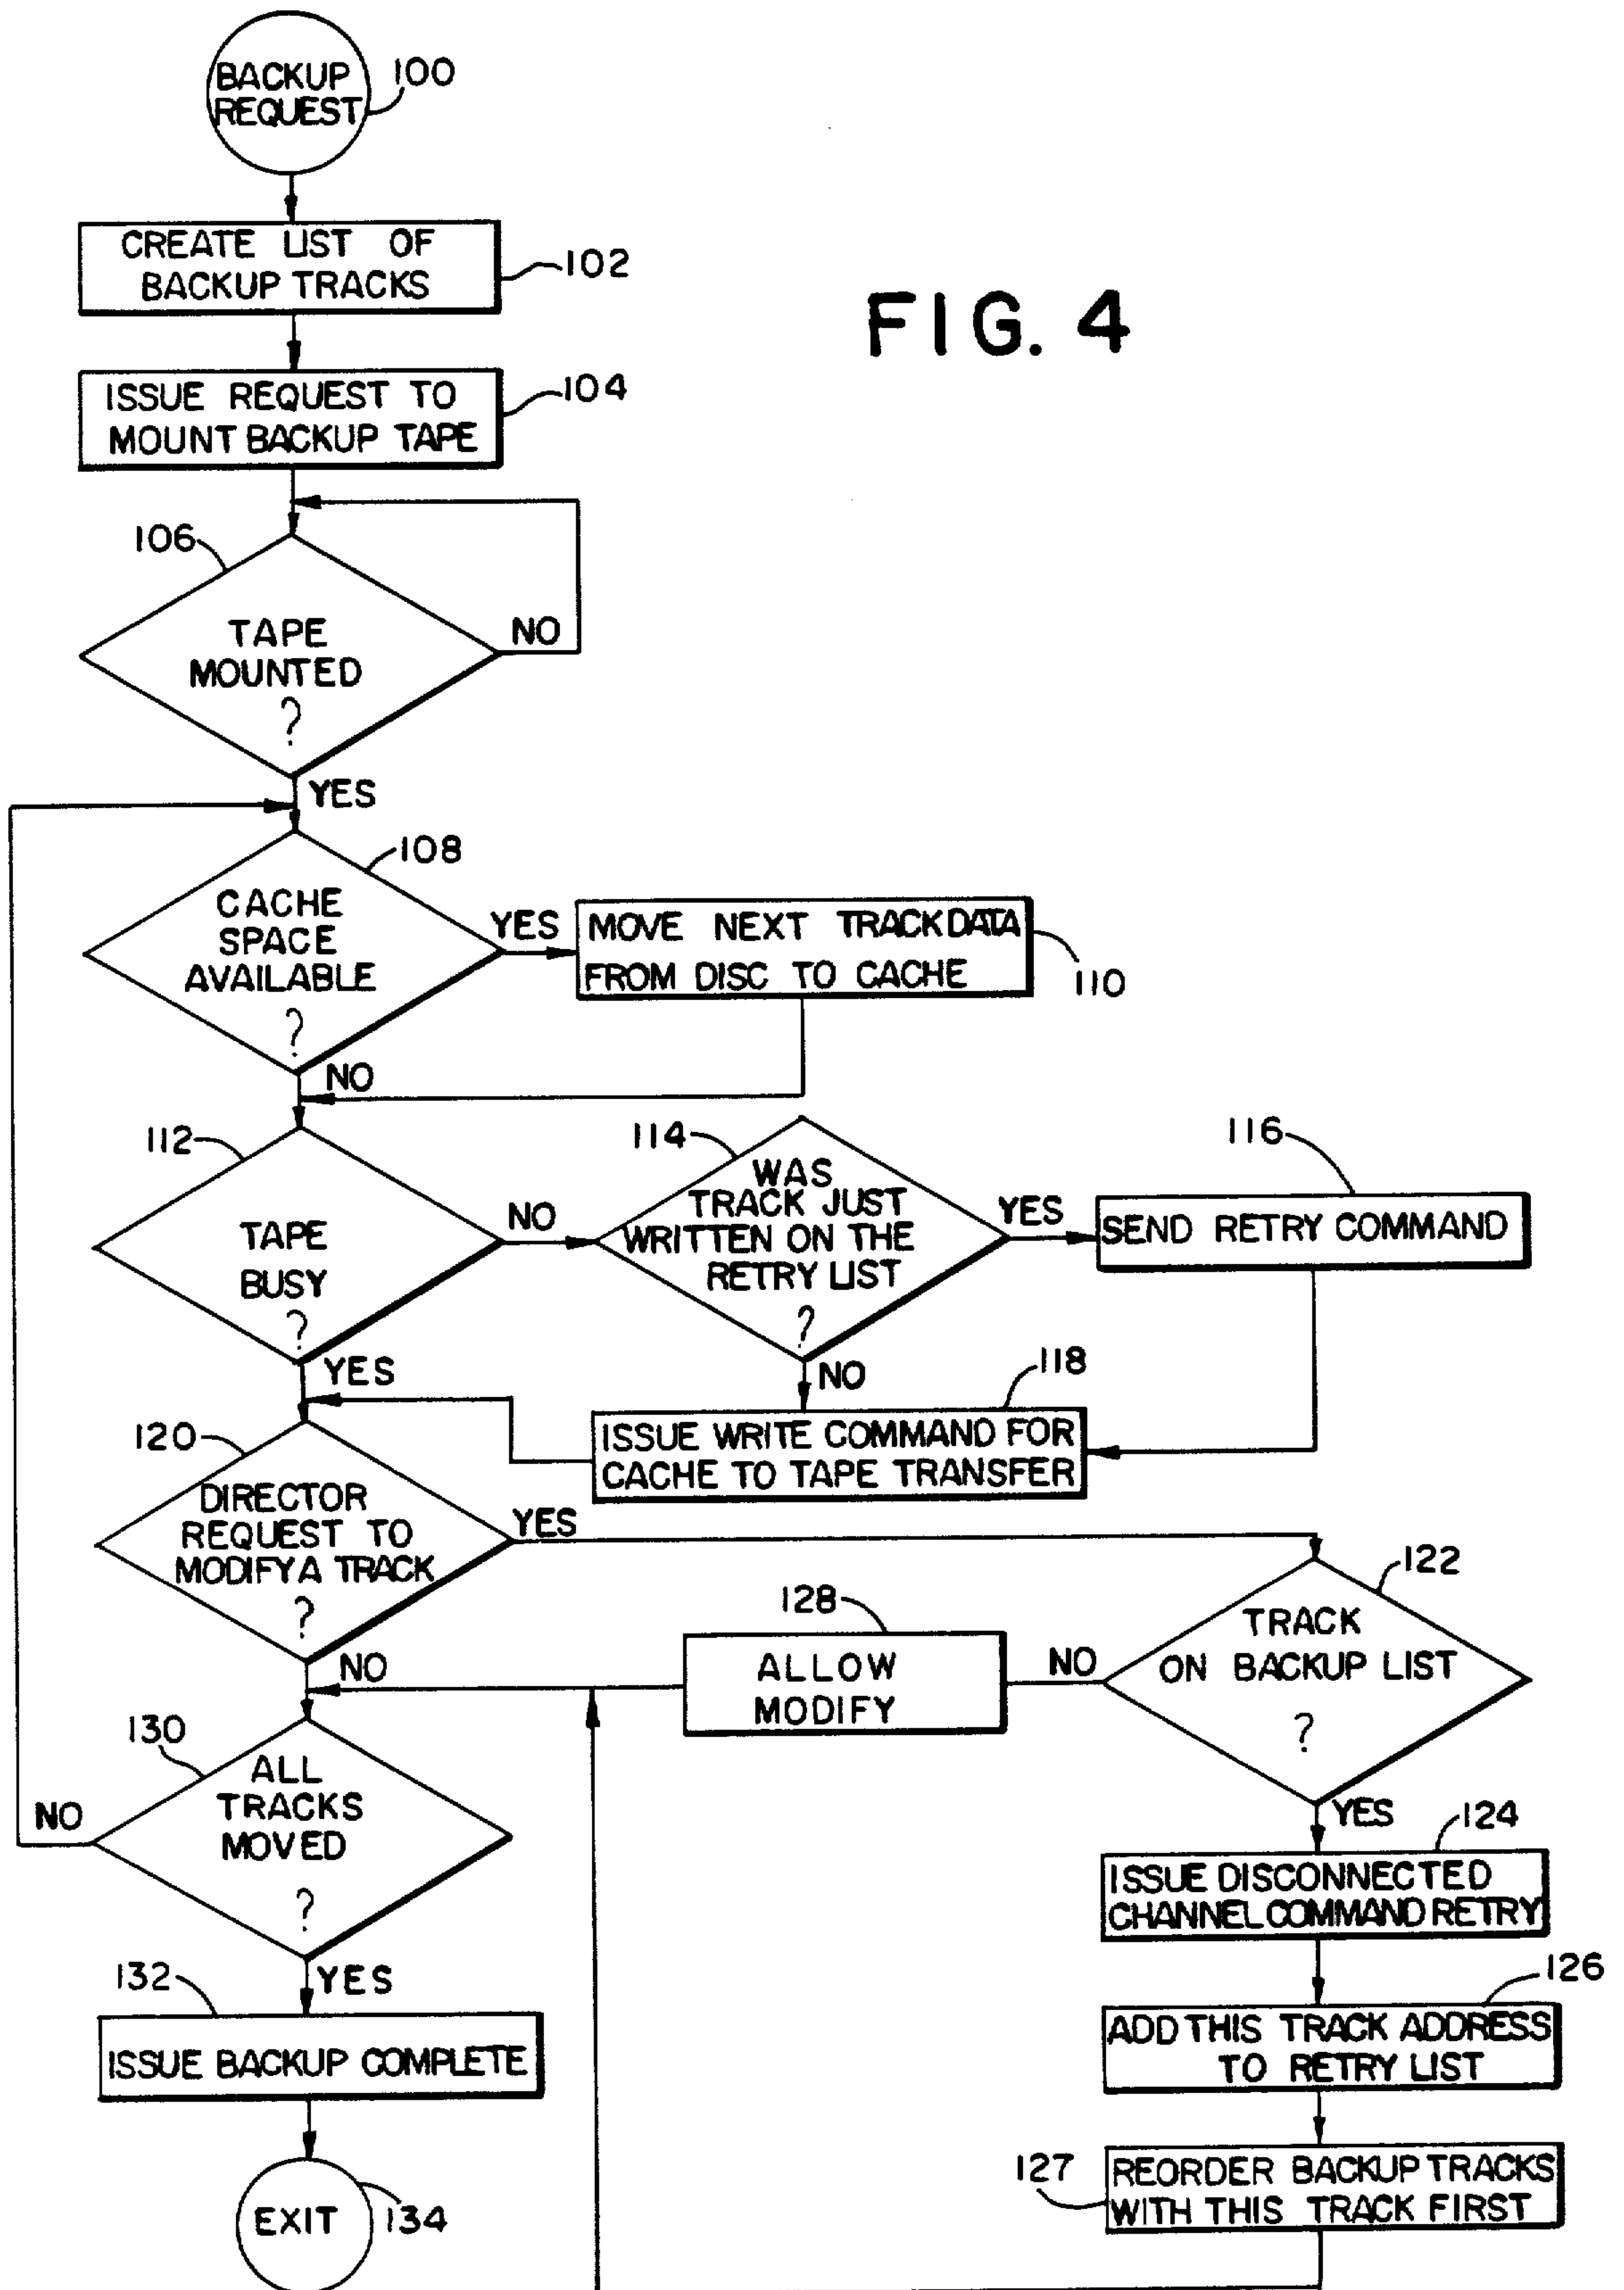 BACKUP
REQUEST
100
CREATE LIST OF
BACKUP TRACKS
102
FIG. 4
ISSUE REQUEST TO
MOUNT BACKUP TAPE
104
106
TAPE
MOUNTED
?
NO
YES
108
CACHE
SPACE
AVAILABLE
?
YES
MOVE NEXT TRACK DATA
FROM DISC TO CACHE
110
NO
112
TAPE
BUSY
?
NO
114
WAS
TRACK JUST
WRITTEN ON THE
RETRY LIST
?
YES
116
SEND RETRY COMMAND
YES
NO
118
ISSUE WRITE COMMAND FOR
CACHE TO TAPE TRANSFER
120
DIRECTOR
REQUEST TO
MODIFY A TRACK
?
YES
122
TRACK
ON BACKUP LIST
?
NO
128
ALLOW
MODIFY
NO
130
ALL
TRACKS
MOVED
?
NO
YES
124
ISSUE DISCONNECTED
CHANNEL COMMAND RETRY
YES
132
ISSUE BACKUP COMPLETE
126
ADD THIS TRACK ADDRESS
TO RETRY LIST
127
REORDER BACKUP TRACKS
WITH THIS TRACK FIRST
EXIT
134